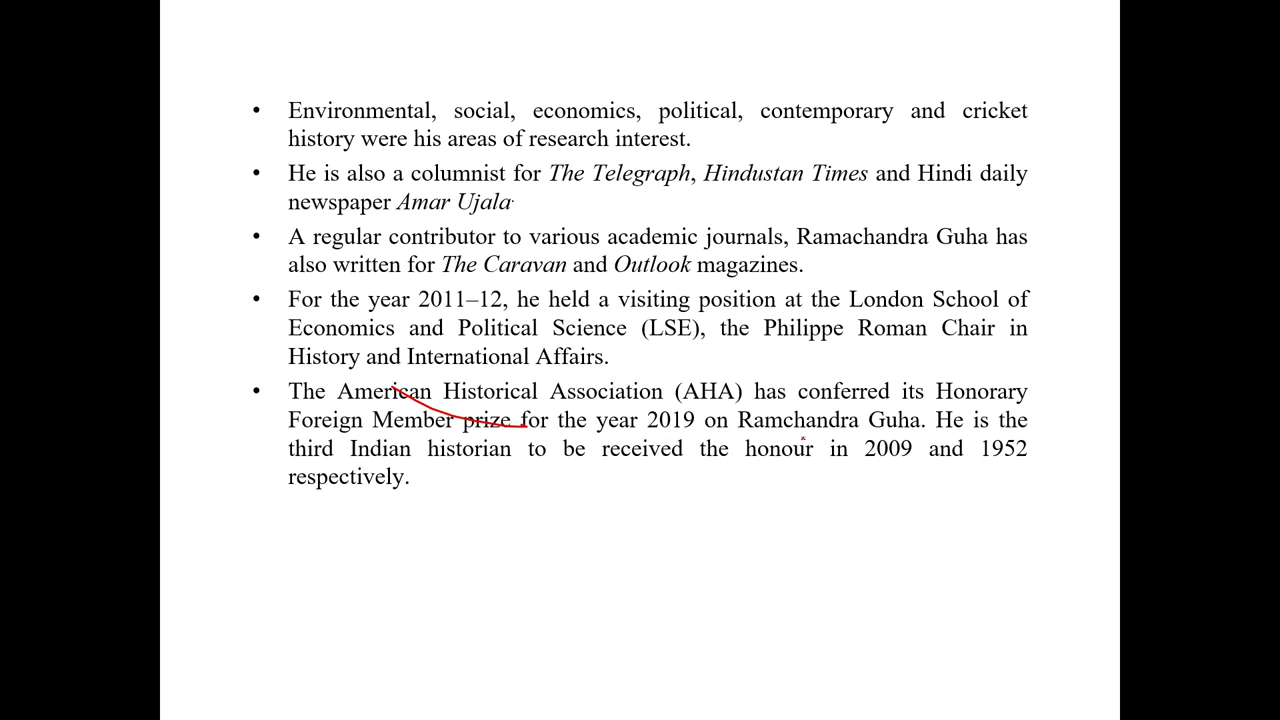 • Environmental, social, economics, political, contemporary and cricket
history were his areas of research interest.
• He is also a columnist for The Telegraph, Hindustan Times and Hindi daily
newspaper Amar Ujala.
• A regular contributor to various academic journals, Ramachandra Guha has
also written for The Caravan and Outlook magazines.
• For the year 2011–12, he held a visiting position at the London School of
Economics and Political Science (LSE), the Philippe Roman Chair in
History and International Affairs.
• The American Historical Association (AHA) has conferred its Honorary
Foreign Member prize for the year 2019 on Ramchandra Guha. He is the
third Indian historian to be received the honour in 2009 and 1952
respectively.